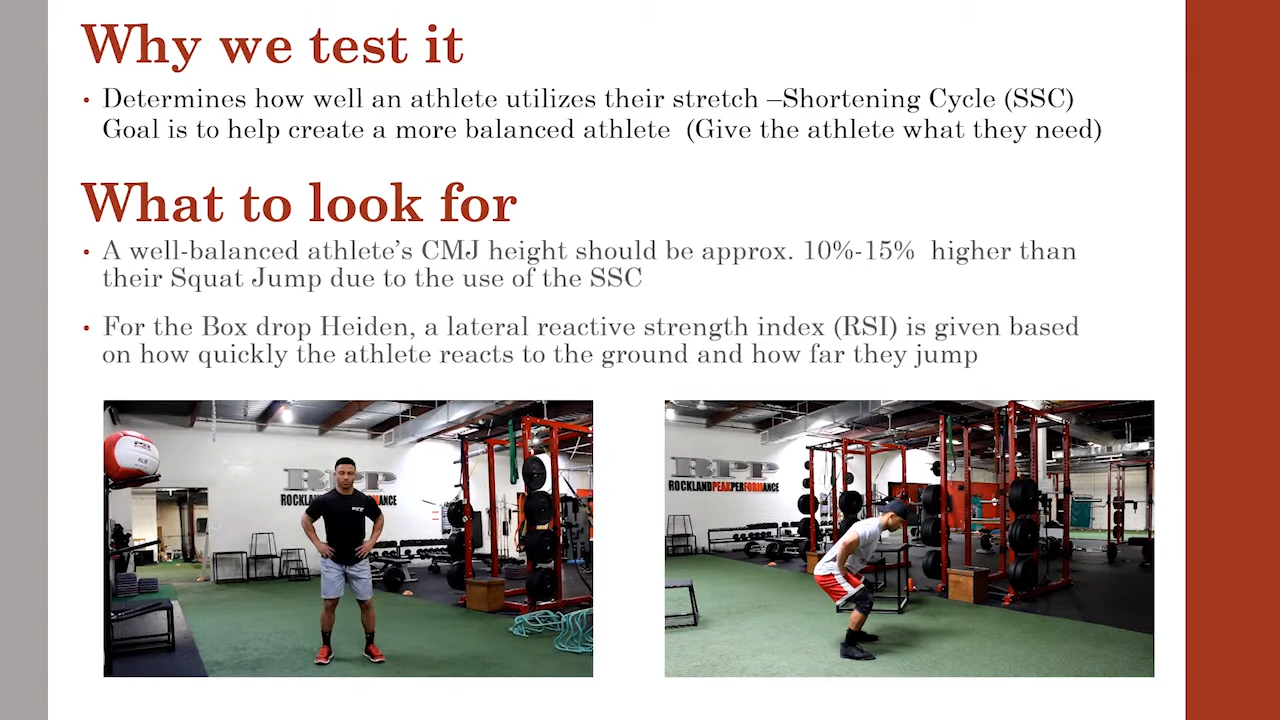 Why we test it
• Determines how well an athlete utilizes their stretch –Shortening Cycle (SSC)
Goal is to help create a more balanced athlete (Give the athlete what they need)
What to look for
• A well-balanced athlete's CMJ height should be approx. 10%-15% higher than
their Squat Jump due to the use of the SSC
• For the Box drop Heiden, a lateral reactive strength index (RSI) is given based
on how quickly the athlete reacts to the ground and how far they jump
RPP
ROCKLANDPEAKPERFORMANCE
RPP
ROCKLANDPEAKPERFORMANCE